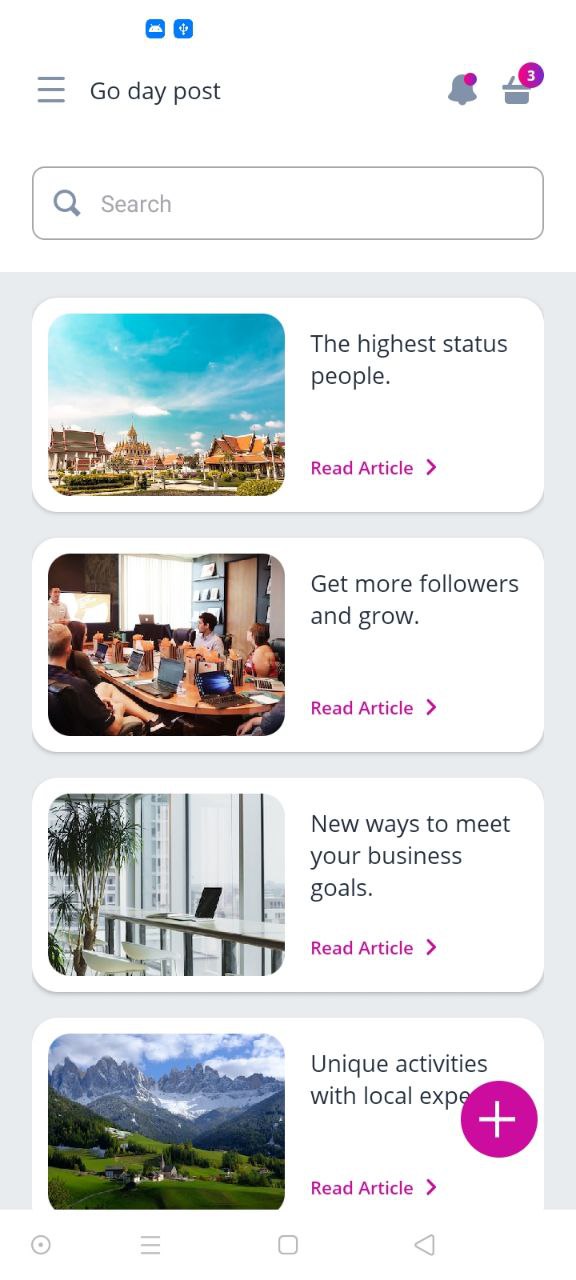 Go day post
3
Search
The highest status
people.
Read Article
Get more followers
and grow.
Read Article
New ways to meet
your business
goals.
Read Article
Unique activities
with local expe
Read Article